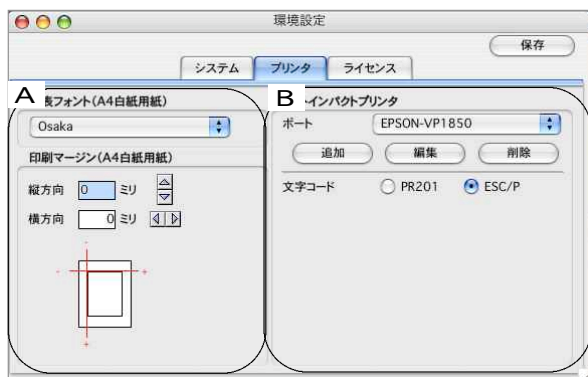 環境設定
保存
システム プリンタ ライセンス
A 表フォント(A4白紙用紙)
Osaka
印刷マージン(A4白紙用紙)
縦方向 0 ミリ
横方向 0 ミリ
- +
- +
B インパクトプリンタ
ポート EPSON-VP1850
追加 編集 削除
文字コード PR201 ESC/P